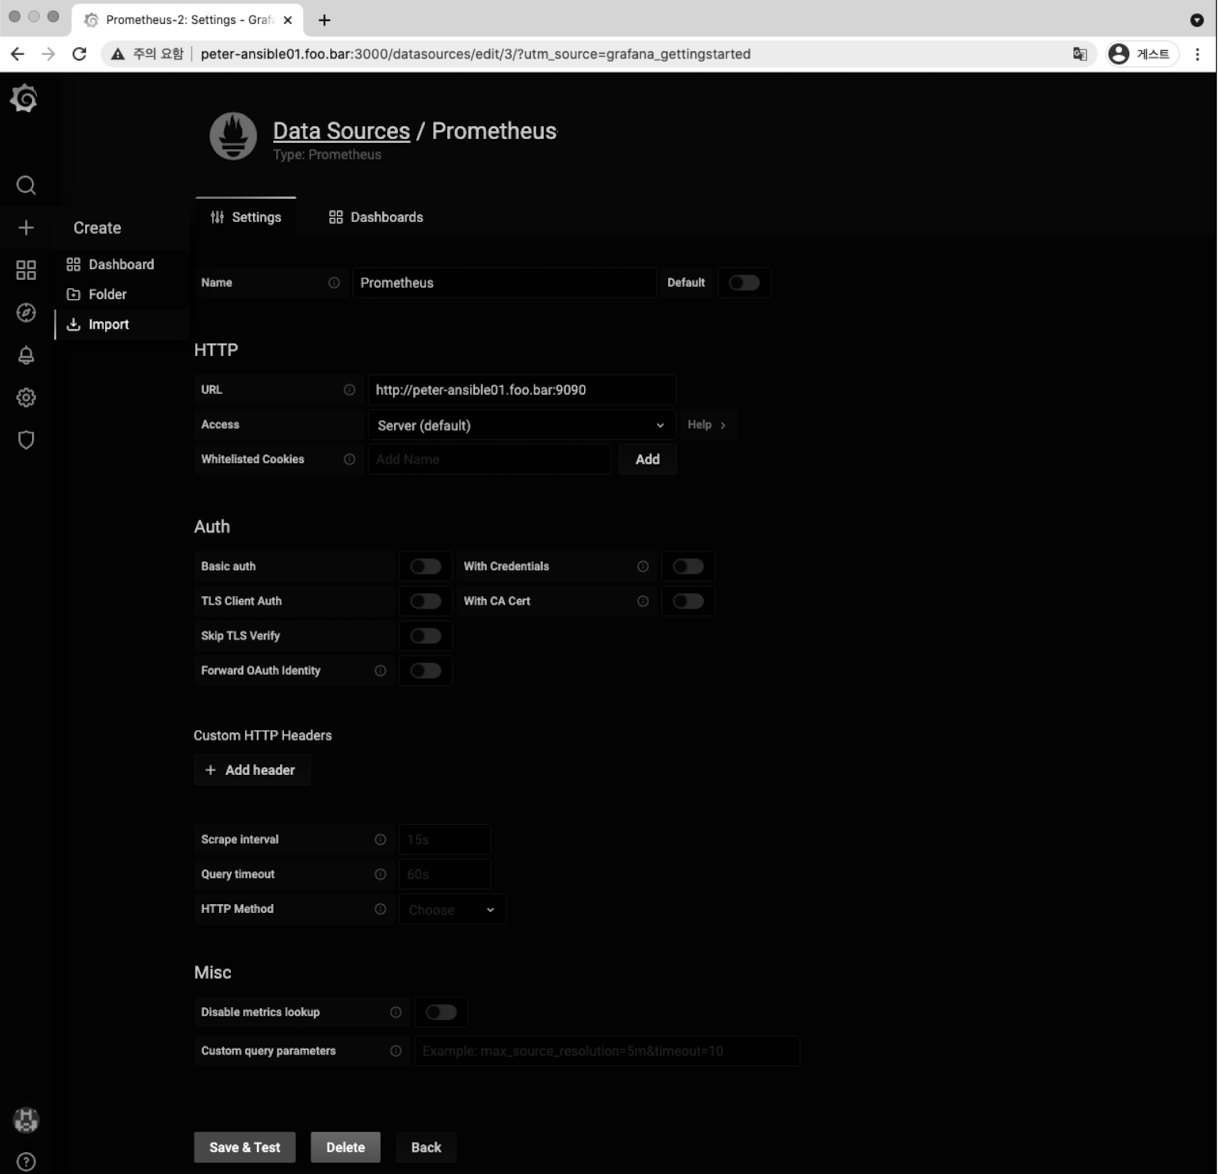 Prometheus-2: Settings - Graf
주의 요함
peter-ansible01.foo.bar:3000/datasources/edit/3/?utm_source=grafana_gettingstarted
게스트
Data Sources / Prometheus
Type: Prometheus
Settings
Dashboards
Create
Dashboard
Folder
Import
Name
Prometheus
Default
HTTP
URL
http://peter-ansible01.foo.bar:9090
Access
Server (default)
Help
Whitelisted Cookies
Add Name
Add
Auth
Basic auth
With Credentials
TLS Client Auth
With CA Cert
Skip TLS Verify
Forward OAuth Identity
Custom HTTP Headers
Add header
Scrape interval
15s
Query timeout
60s
HTTP Method
Choose
Misc
Disable metrics lookup
Custom query parameters
Example: max_source_resolution=5m&timeout=10
Save & Test
Delete
Back